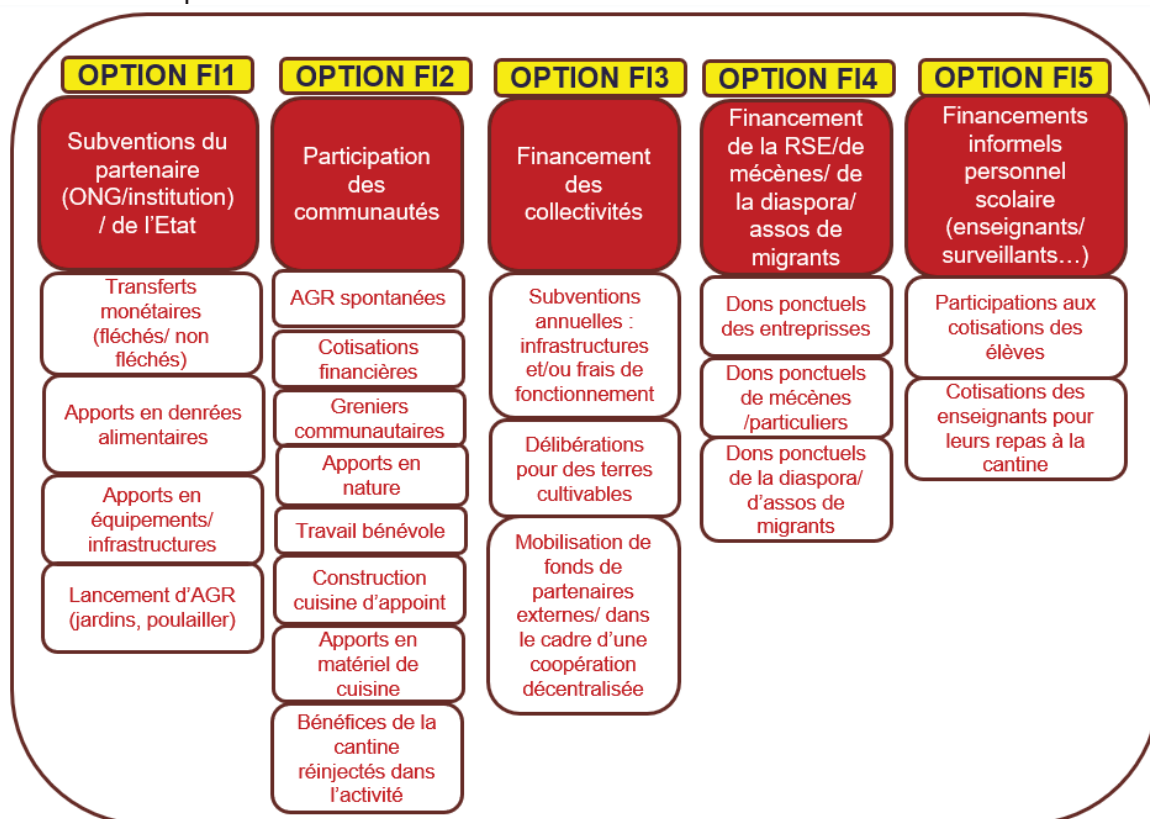 OPTION FI1
Subventions du
partenaire
(ONG/institution)
/ de l'Etat
Transferts
monétaires
(fléchés/ non
fléchés)
Apports en denrées
alimentaires
Apports en
équipements/
infrastructures
Lancement d'AGR
(jardins, poulailler)
OPTION FI2
Participation
des
communautés
AGR spontanées
Cotisations
financières
Greniers
communautaires
Apports en
nature
Travail bénévole
Construction
cuisine d'appoint
Apports en
matériel de
cuisine
Bénéfices de la
cantine
réinjectés dans
l'activité
OPTION FI3
Financement
des
collectivités
Subventions
annuelles :
infrastructures
et/ou frais de
fonctionnement
Délibérations
pour des terres
cultivables
Mobilisation de
fonds de
partenaires
externes/ dans
le cadre d'une
coopération
décentralisée
OPTION FI4
Financement
de la RSE/de
mécènes/ de
la diaspora/
assos de
migrants
Dons ponctuels
des entreprises
Dons ponctuels
de mécènes
/particuliers
Dons ponctuels
de la diaspora/
d'assos de
migrants
OPTION FI5
Financements
informels
personnel
scolaire
(enseignants/
surveillants…)
Participations aux
cotisations des
élèves
Cotisations des
enseignants pour
leurs repas à la
cantine